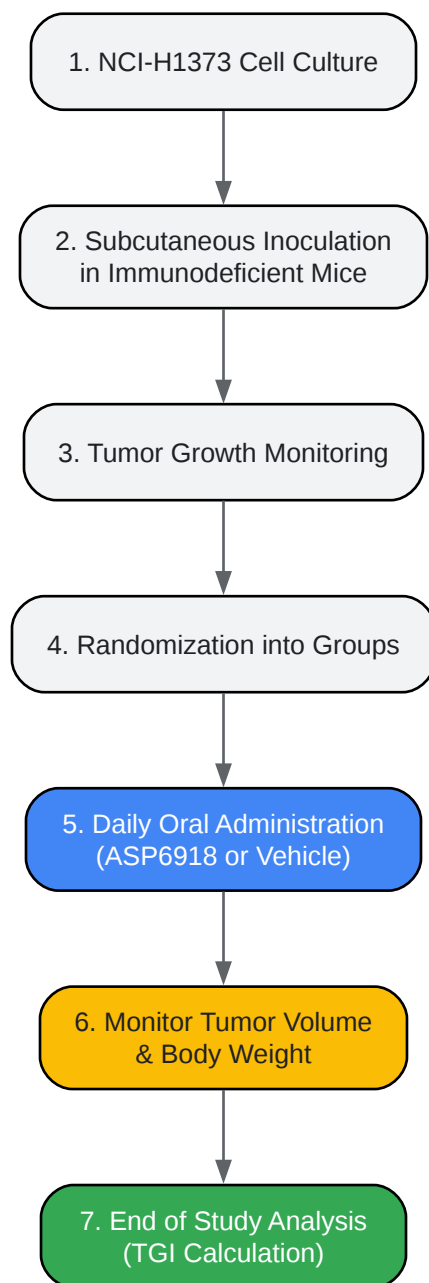 1. NCI-H1373 Cell Culture
2. Subcutaneous Inoculation
in Immunodeficient Mice
3. Tumor Growth Monitoring
4. Randomization into Groups
5. Daily Oral Administration
(ASP6918 or Vehicle)
6. Monitor Tumor Volume
& Body Weight
7. End of Study Analysis
(TGI Calculation)